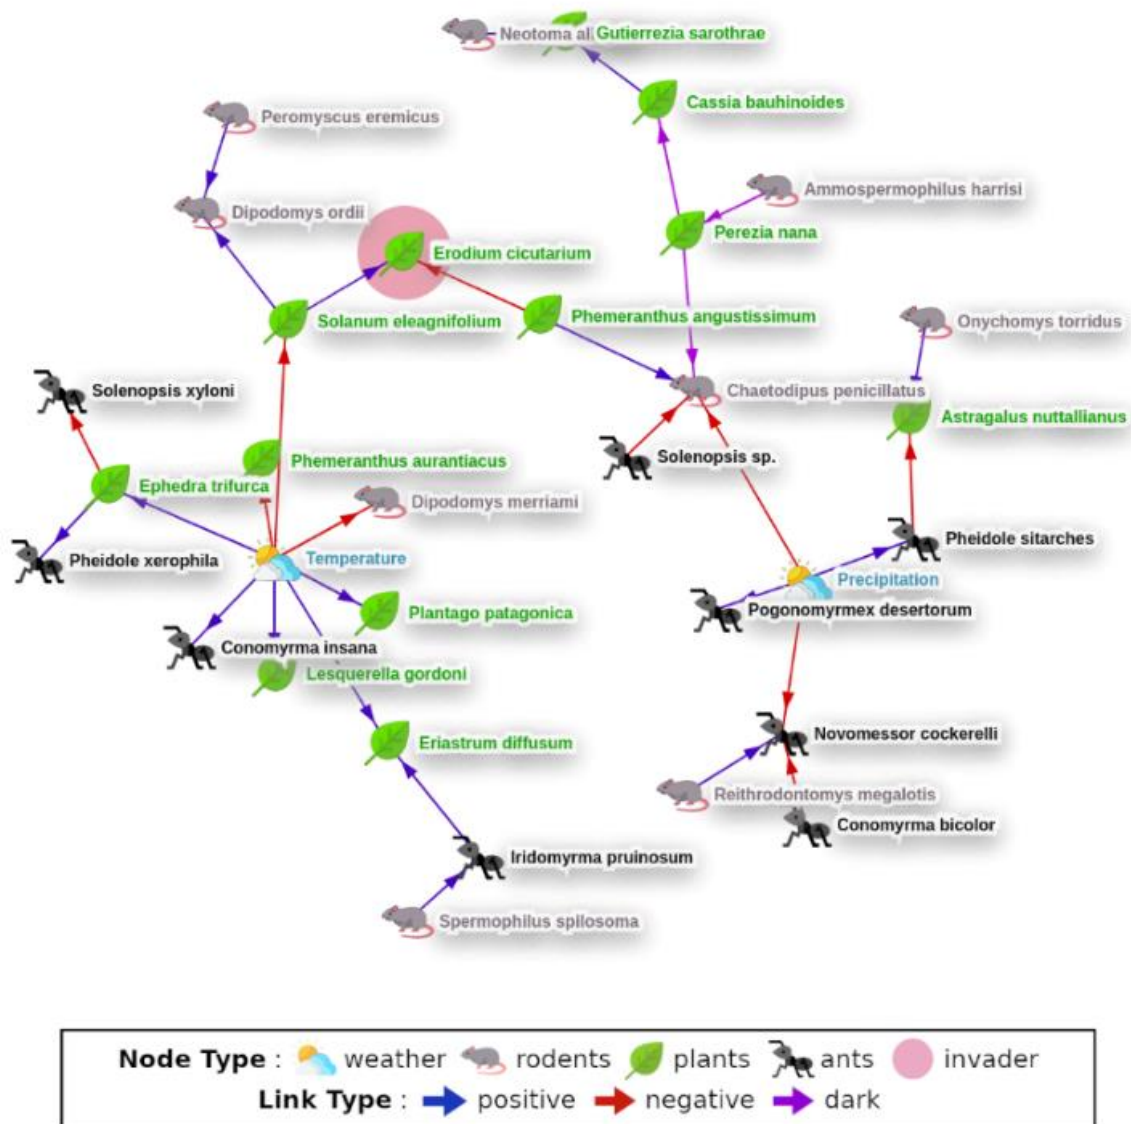 Neotoma al
Gutierrezia sarothrae
Cassia bauhinoides
Peromyscus eremicus
Ammospermophilus harrisi
Dipodomys ordii
Perezia nana
Erodium cicutarium
Phemeranthus angustissimum
Solanum eleagnifolium
Onychomys torridus
Solenopsis xyloni
Chaetodipus penicillatus
Astragalus nuttallianus
Solenopsis sp.
Phemeranthus aurantiacus
Ephedra trifurca
Dipodomys merriami
Pheidole sitarches
Pheidole xerophila
Temperature
Precipitation
Pogonomyrmex desertorum
Plantago patagonica
Conomyrma insana
Lesquerella gordoni
Novomessor cockerelli
Eriastrum diffusum
Reithrodontomys megalotis
Conomyrma bicolor
Iridomyrma pruinosum
Spermophilus spilosoma
Node Type : weather rodents plants ants invader
Link Type : positive negative dark